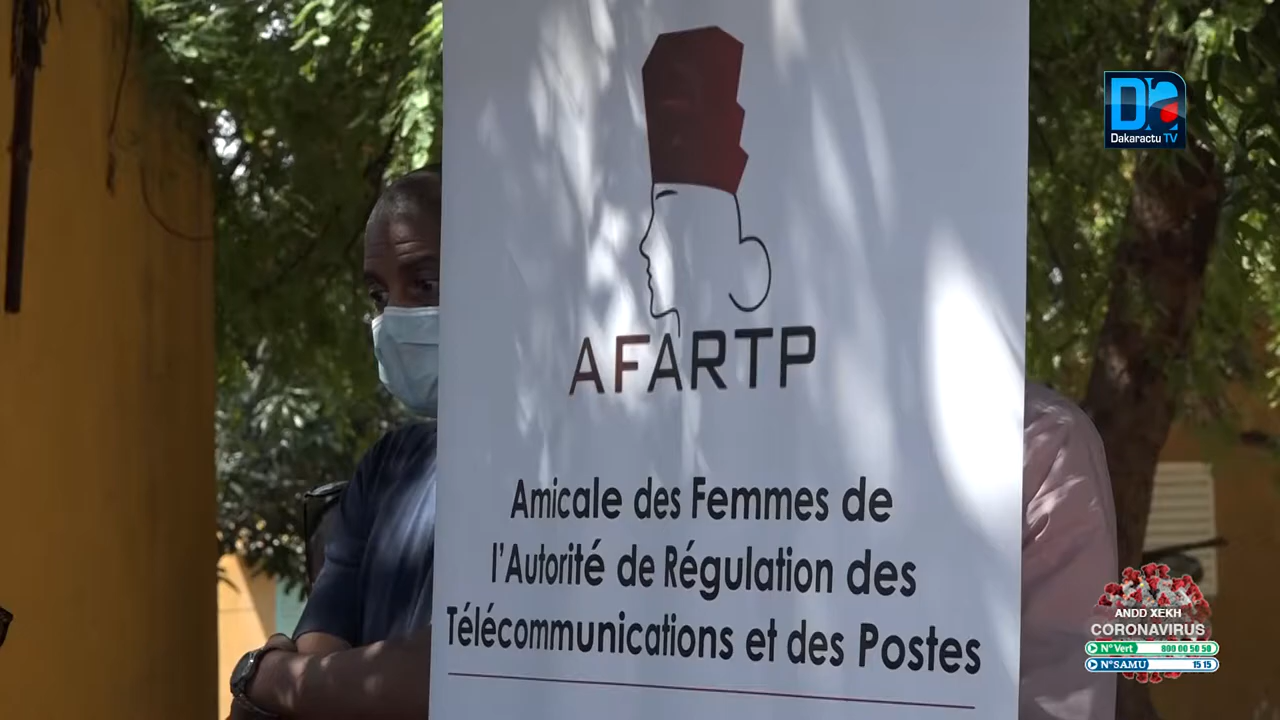 Dakaractu TV
AFARTP
Amicale des Femmes de
l'Autorité de Régulation des
Télécommunications et des Postes
ANDD XEKH
CORONAVIRUS
N° Vert 800 00 50 50
N° SAMU 15 15